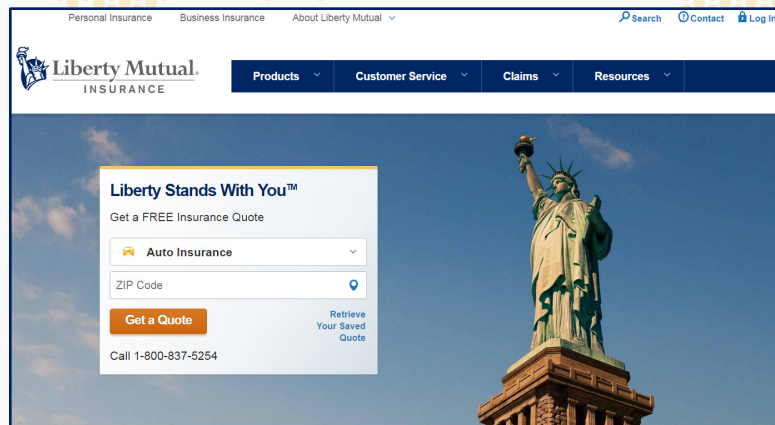 Personal Insurance Business Insurance About Liberty Mutual
Search Contact Log In
Liberty Mutual.
INSURANCE
Products Customer Service Claims Resources
Liberty Stands With You™
Get a FREE Insurance Quote
Auto Insurance
ZIP Code
Get a Quote
Retrieve
Your Saved
Quote
Call 1-800-837-5254